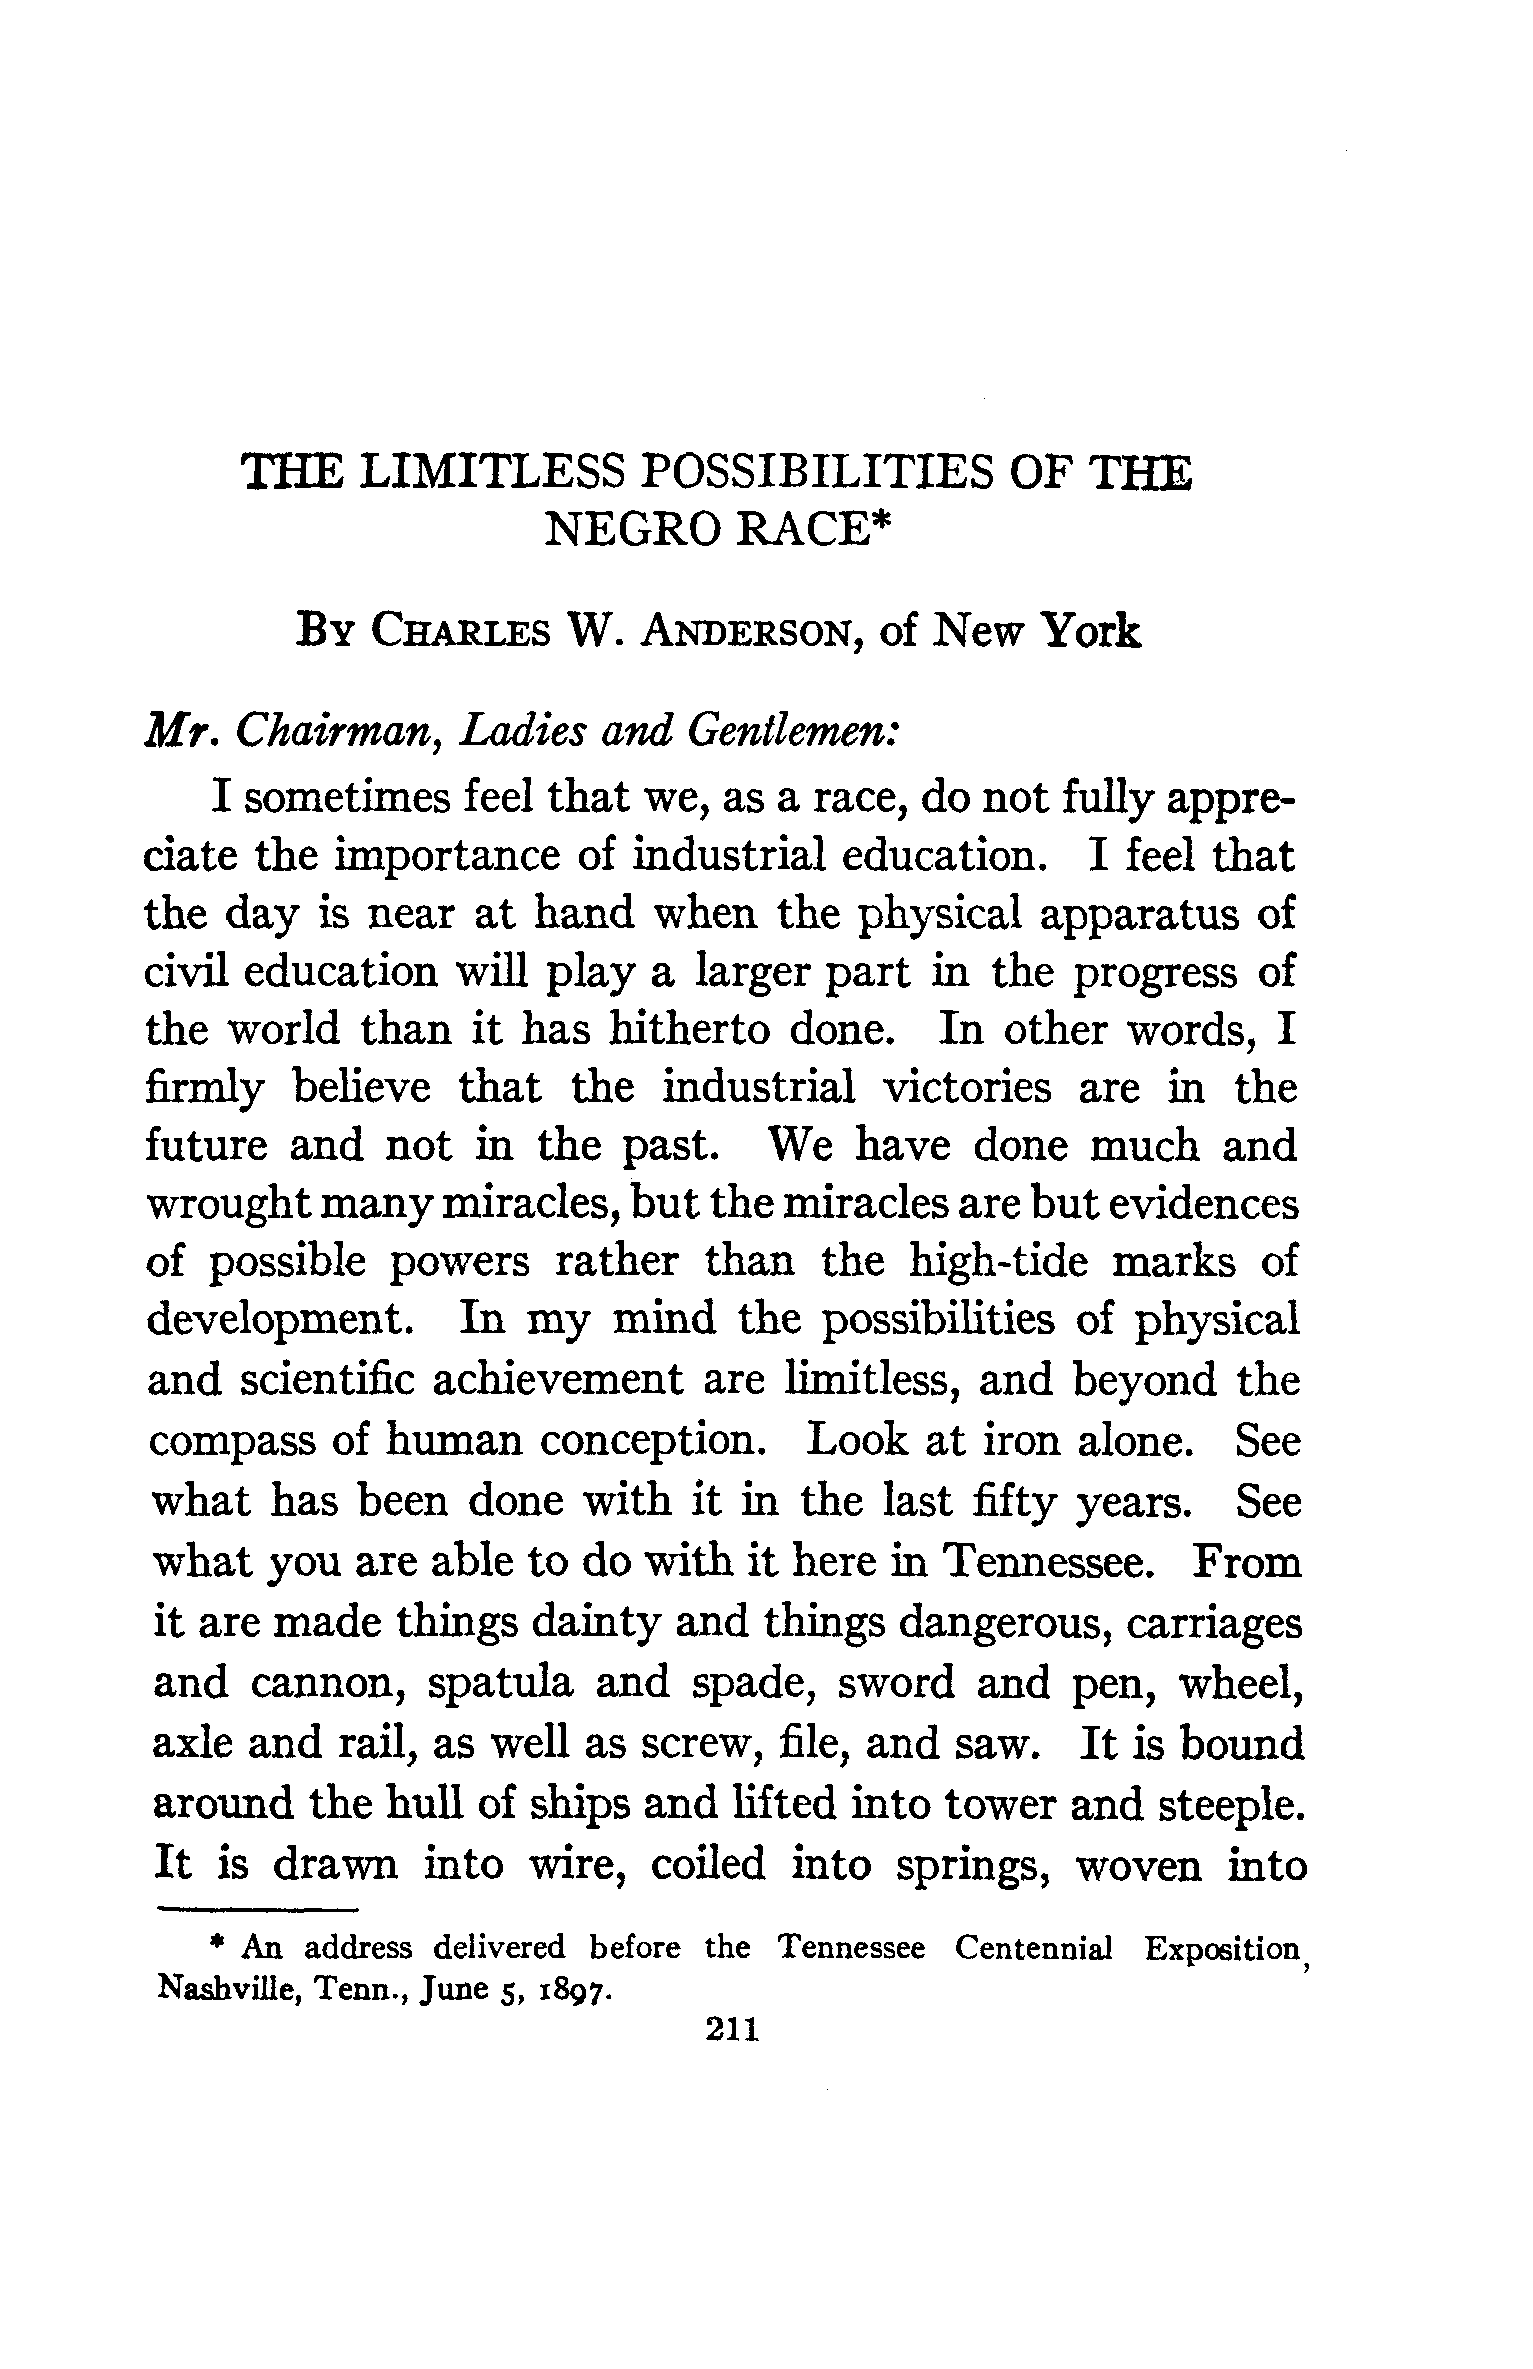 THE LIMITLESS POSSIBILITIES OF THE
NEGRO RACE*
By Charles W. Anderson, of New York
Mr. Chairman, Ladies and Gentlemen:
I sometimes feel that we, as a race, do not fully appre-
ciate the importance of industrial education. I feel that
the day is near at hand when the physical apparatus of
civil education will play a larger part in the progress of
the world than it has hitherto done. In other words, I
firmly believe that the industrial victories are in the
future and not in the past. We have done much and
wrought many miracles, but the miracles are but evidences
of possible powers rather than the high-tide marks of
development. In my mind the possibilities of physical
and scientific achievement are limitless, and beyond the
compass of human conception. Look at iron alone. See
what has been done with it in the last fifty years. See
what you are able to do with it here in Tennessee. From
it are made things dainty and things dangerous, carriages
and cannon, spatula and spade, sword and pen, wheel,
axle and rail, as well as screw, file, and saw. It is bound
around the hull of ships and lifted into tower and steeple.
It is drawn into wire, coiled into springs, woven into
* An address delivered before the Tennessee Centennial Exposition,
Nashville, Tenn., June 5, 1897.
211